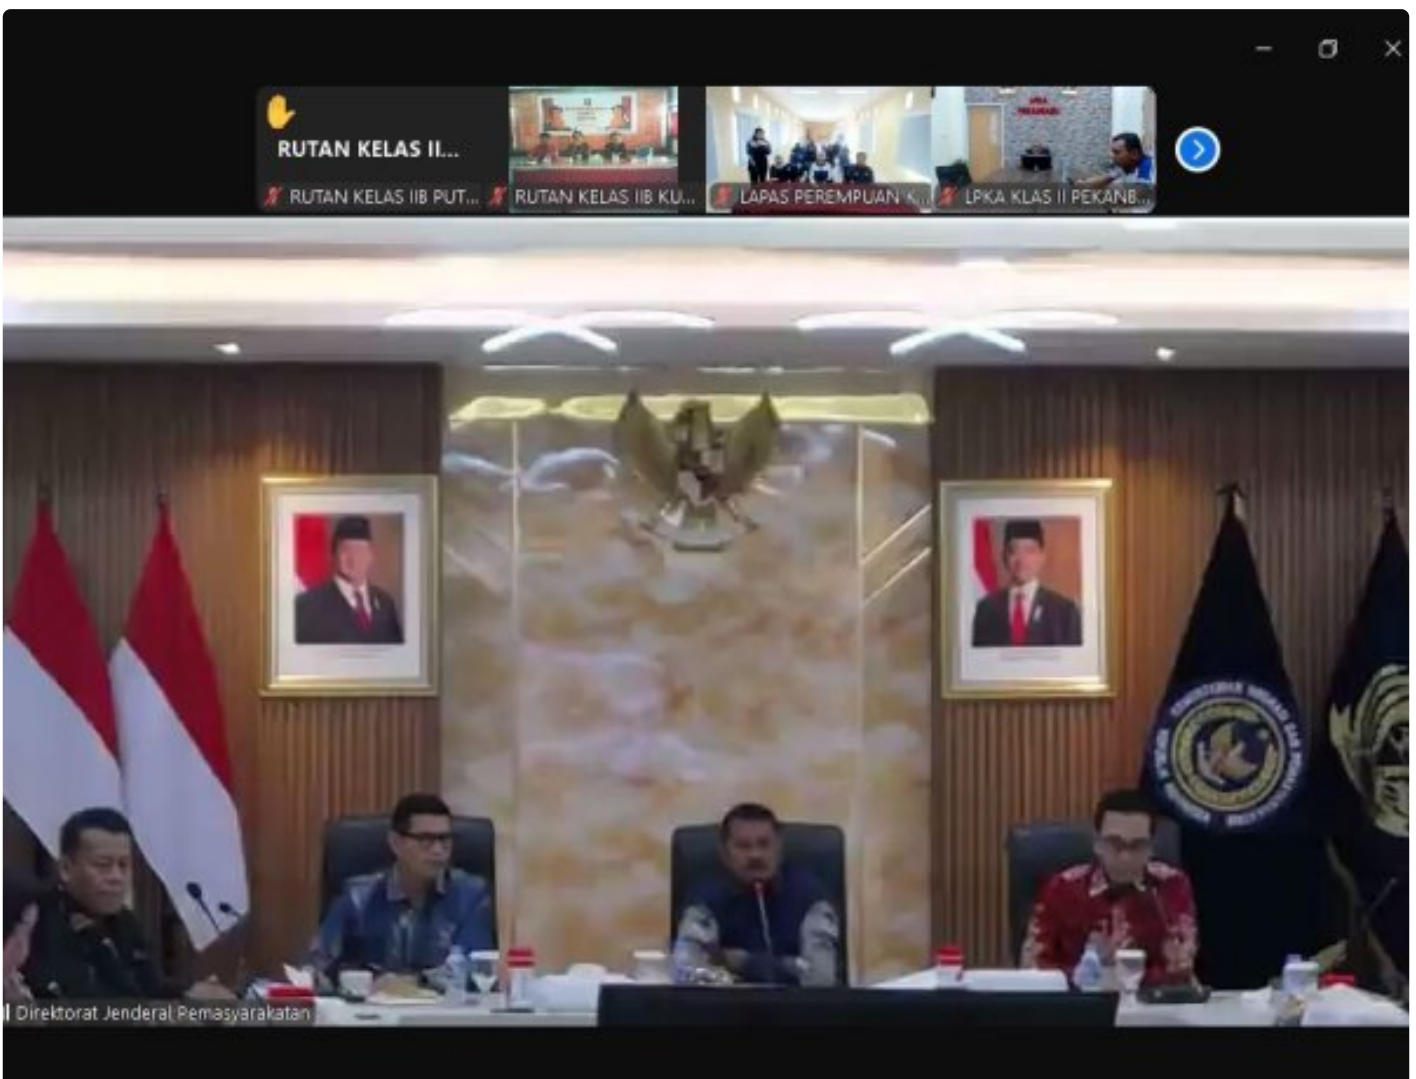 RUTAN KELAS II...
RUTAN KELAS IIB PUT...
RUTAN KELAS IIB KU...
LAPAS PEREMPUAN K...
LPKA KLAS II PEKANB...
Direktorat Jenderal Pemasyarakatan